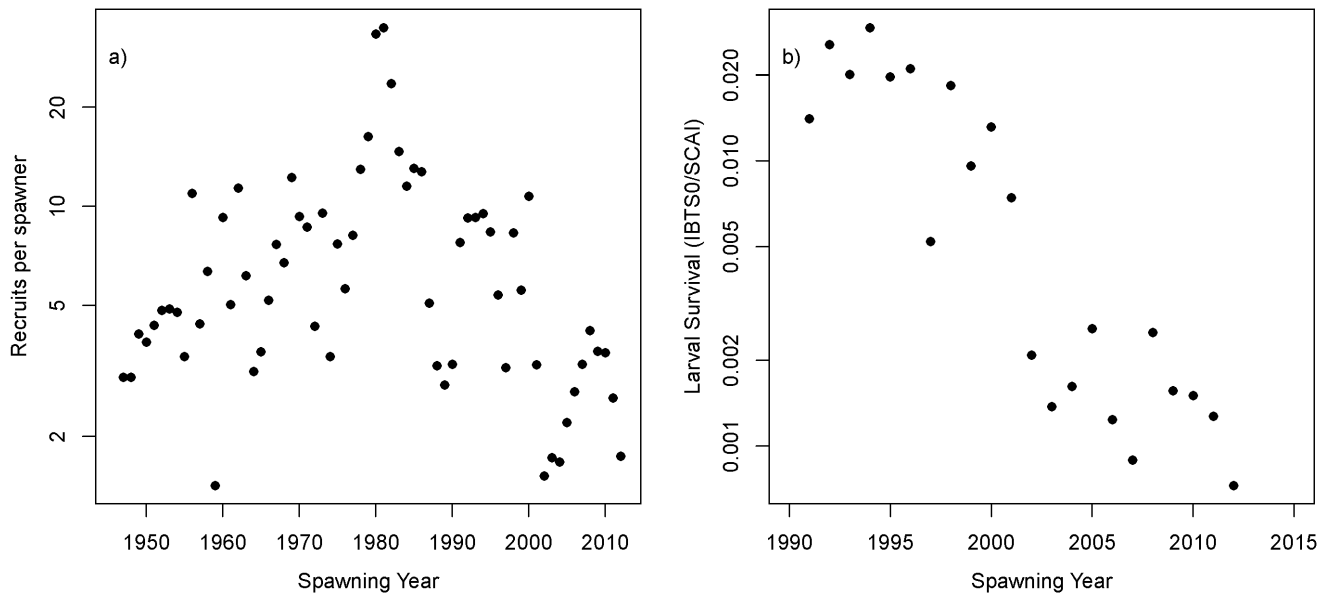 a)
Recruits per spawner
20
10
5
2
1950 1960 1970 1980 1990 2000 2010
Spawning Year
b)
Larval Survival (IBTS0/SCAI)
0.020
0.010
0.005
0.002
0.001
1990 1995 2000 2005 2010 2015
Spawning Year